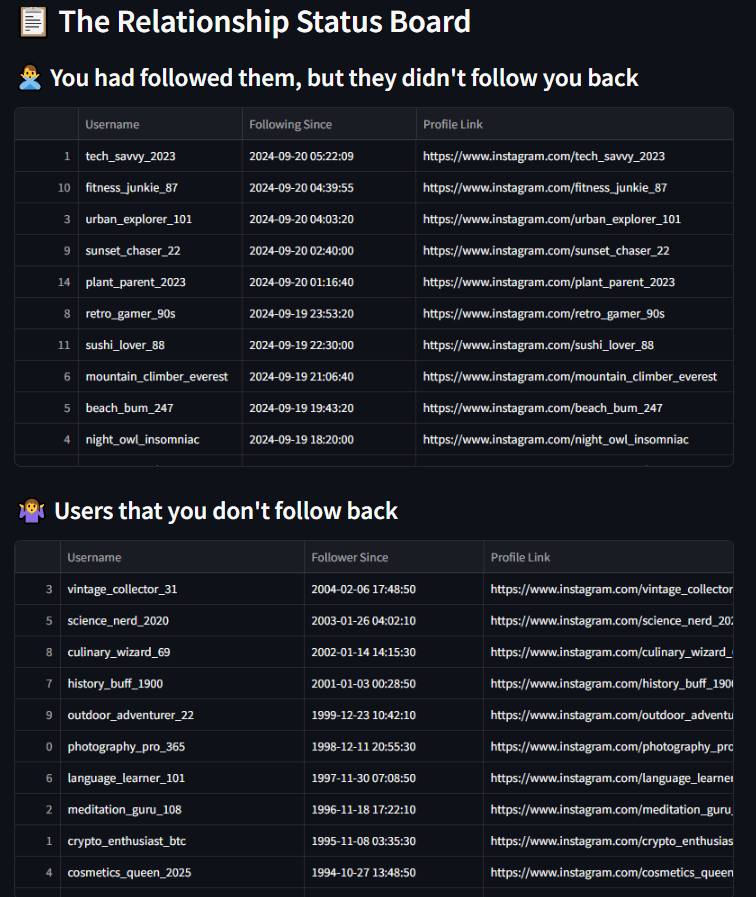 The Relationship Status Board
You had followed them, but they didn't follow you back
Username Following Since Profile Link
1 tech_savvy_2023 2024-09-20 05:22:09 https://www.instagram.com/tech_savvy_2023
10 fitness_junkie_87 2024-09-20 04:39:55 https://www.instagram.com/fitness_junkie_87
3 urban_explorer_101 2024-09-20 04:03:20 https://www.instagram.com/urban_explorer_101
9 sunset_chaser_22 2024-09-20 02:40:00 https://www.instagram.com/sunset_chaser_22
14 plant_parent_2023 2024-09-20 01:16:40 https://www.instagram.com/plant_parent_2023
8 retro_gamer_90s 2024-09-19 23:53:20 https://www.instagram.com/retro_gamer_90s
11 sushi_lover_88 2024-09-19 22:30:00 https://www.instagram.com/sushi_lover_88
6 mountain_climber_everest 2024-09-19 21:06:40 https://www.instagram.com/mountain_climber_everest
5 beach_bum_247 2024-09-19 19:43:20 https://www.instagram.com/beach_bum_247
4 night_owl_insomniac 2024-09-19 18:20:00 https://www.instagram.com/night_owl_insomniac
Users that you don't follow back
Username Follower Since Profile Link
3 vintage_collector_31 2004-02-06 17:48:50 https://www.instagram.com/vintage_collector
5 science_nerd_2020 2003-01-26 04:02:10 https://www.instagram.com/science_nerd_202
8 culinary_wizard_69 2002-01-14 14:15:30 https://www.instagram.com/culinary_wizard_
7 history_buff_1900 2001-01-03 00:28:50 https://www.instagram.com/history_buff_1900
9 outdoor_adventurer_22 1999-12-23 10:42:10 https://www.instagram.com/outdoor_adventu
0 photography_pro_365 1998-12-11 20:55:30 https://www.instagram.com/photography_pro
6 language_learner_101 1997-11-30 07:08:50 https://www.instagram.com/language_learner
2 meditation_guru_108 1996-11-18 17:22:10 https://www.instagram.com/meditation_guru_
1 crypto_enthusiast_btc 1995-11-08 03:35:30 https://www.instagram.com/crypto_enthusias
4 cosmetics_queen_2025 1994-10-27 13:48:50 https://www.instagram.com/cosmetics_queen